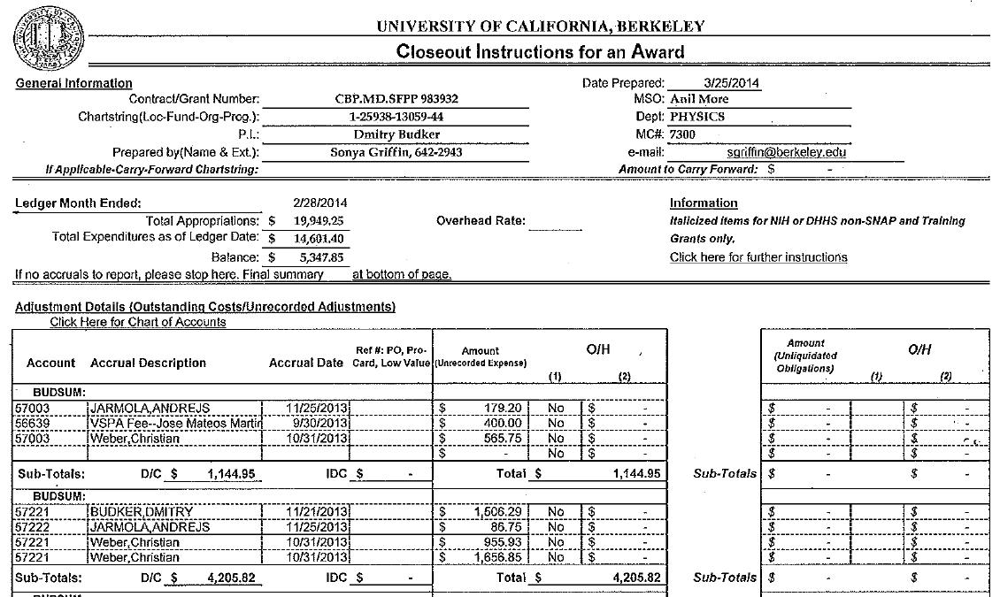 UNIVERSITY OF CALIFORNIA, BERKELEY
Closeout Instructions for an Award
General Information
Date Prepared: 3/25/2014
Contract/Grant Number: CBP.MD.SFPP 983932 MSO: Anil More
Chartstring(Loc-Fund-Org-Prog.): 1-25938-13059-44 Dept: PHYSICS
P.I.: Dmitry Budker MC#: 7300
Prepared by(Name & Ext.): Sonya Griffin, 642-2943 e-mail: sgriffin@berkeley.edu
If Applicable-Carry-Forward Chartstring: Amount to Carry Forward: $ -
Ledger Month Ended: 2/28/2014 Information
Total Appropriations: $ 19,949.25 Overhead Rate: Italicized items for NIH or DHHS non-SNAP and Training
Total Expenditures as of Ledger Date: $ 14,601.40 Grants only.
Balance: $ 5,347.85 Click here for further instructions
If no accruals to report, please stop here. Final summary at bottom of page.
Adjustment Details (Outstanding Costs/Unrecorded Adjustments)
Click Here for Chart of Accounts
Account Accrual Description Accrual Date Ref #: PO, Pro-Card, Low Value Amount (Unrecorded Expense) O/H (1) (2) Amount (Unliquidated Obligations) O/H (1) (2)
BUDSUM:
57003 JARMOLA,ANDREJS 11/25/2013 $ 179.20 No $ - $ - $ -
56639 VSPA Fee--Jose Mateos Martin 9/30/2013 $ 400.00 No $ - $ - $ -
57003 Weber,Christian 10/31/2013 $ 565.75 No $ - $ - $
$ - No $ - $ - $ -
Sub-Totals: D/C $ 1,144.95 IDC $ - Total $ 1,144.95 Sub-Totals $ - $ -
BUDSUM:
57221 BUDKER,DMITRY 11/21/2013 $ 1,506.29 No $ - $ - $ -
57222 JARMOLA,ANDREJS 11/25/2013 $ 86.75 No $ - $ - $ -
57221 Weber,Christian 10/31/2013 $ 955.93 No $ - $ - $ -
57221 Weber,Christian 10/31/2013 $ 1,656.85 No $ - $ - $ -
Sub-Totals: D/C $ 4,205.82 IDC $ - Total $ 4,205.82 Sub-Totals $ - $ -